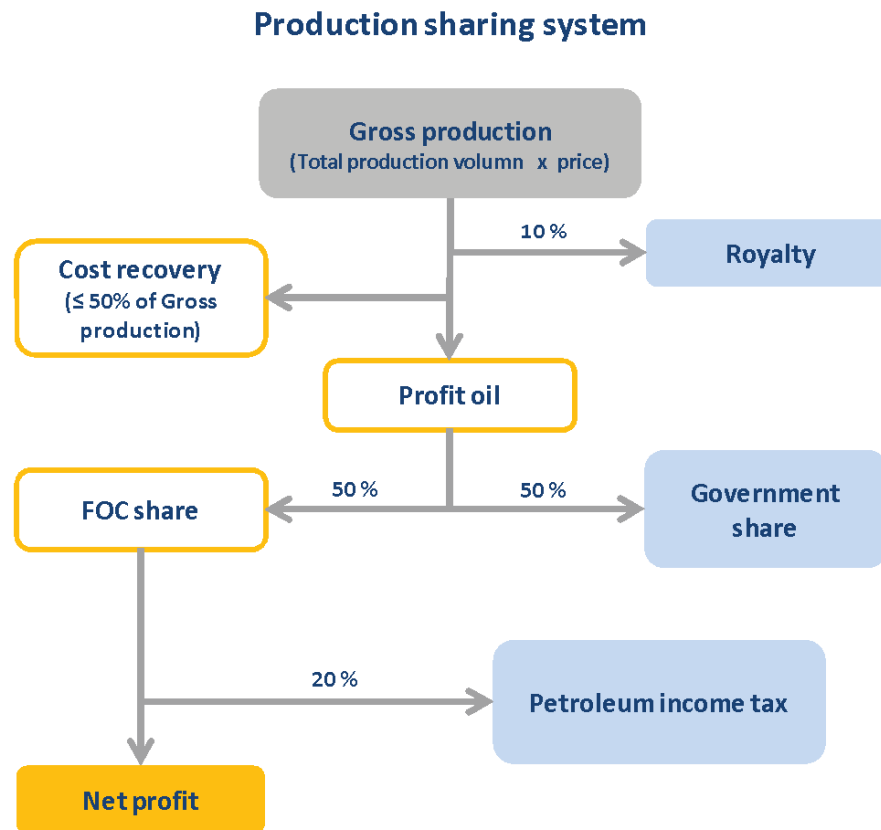 Production sharing system
Gross production
(Total production volumn x price)
10 %
Royalty
Cost recovery
(≤ 50% of Gross
production)
Profit oil
50 %
50 %
FOC share
Government
share
20 %
Petroleum income tax
Net profit